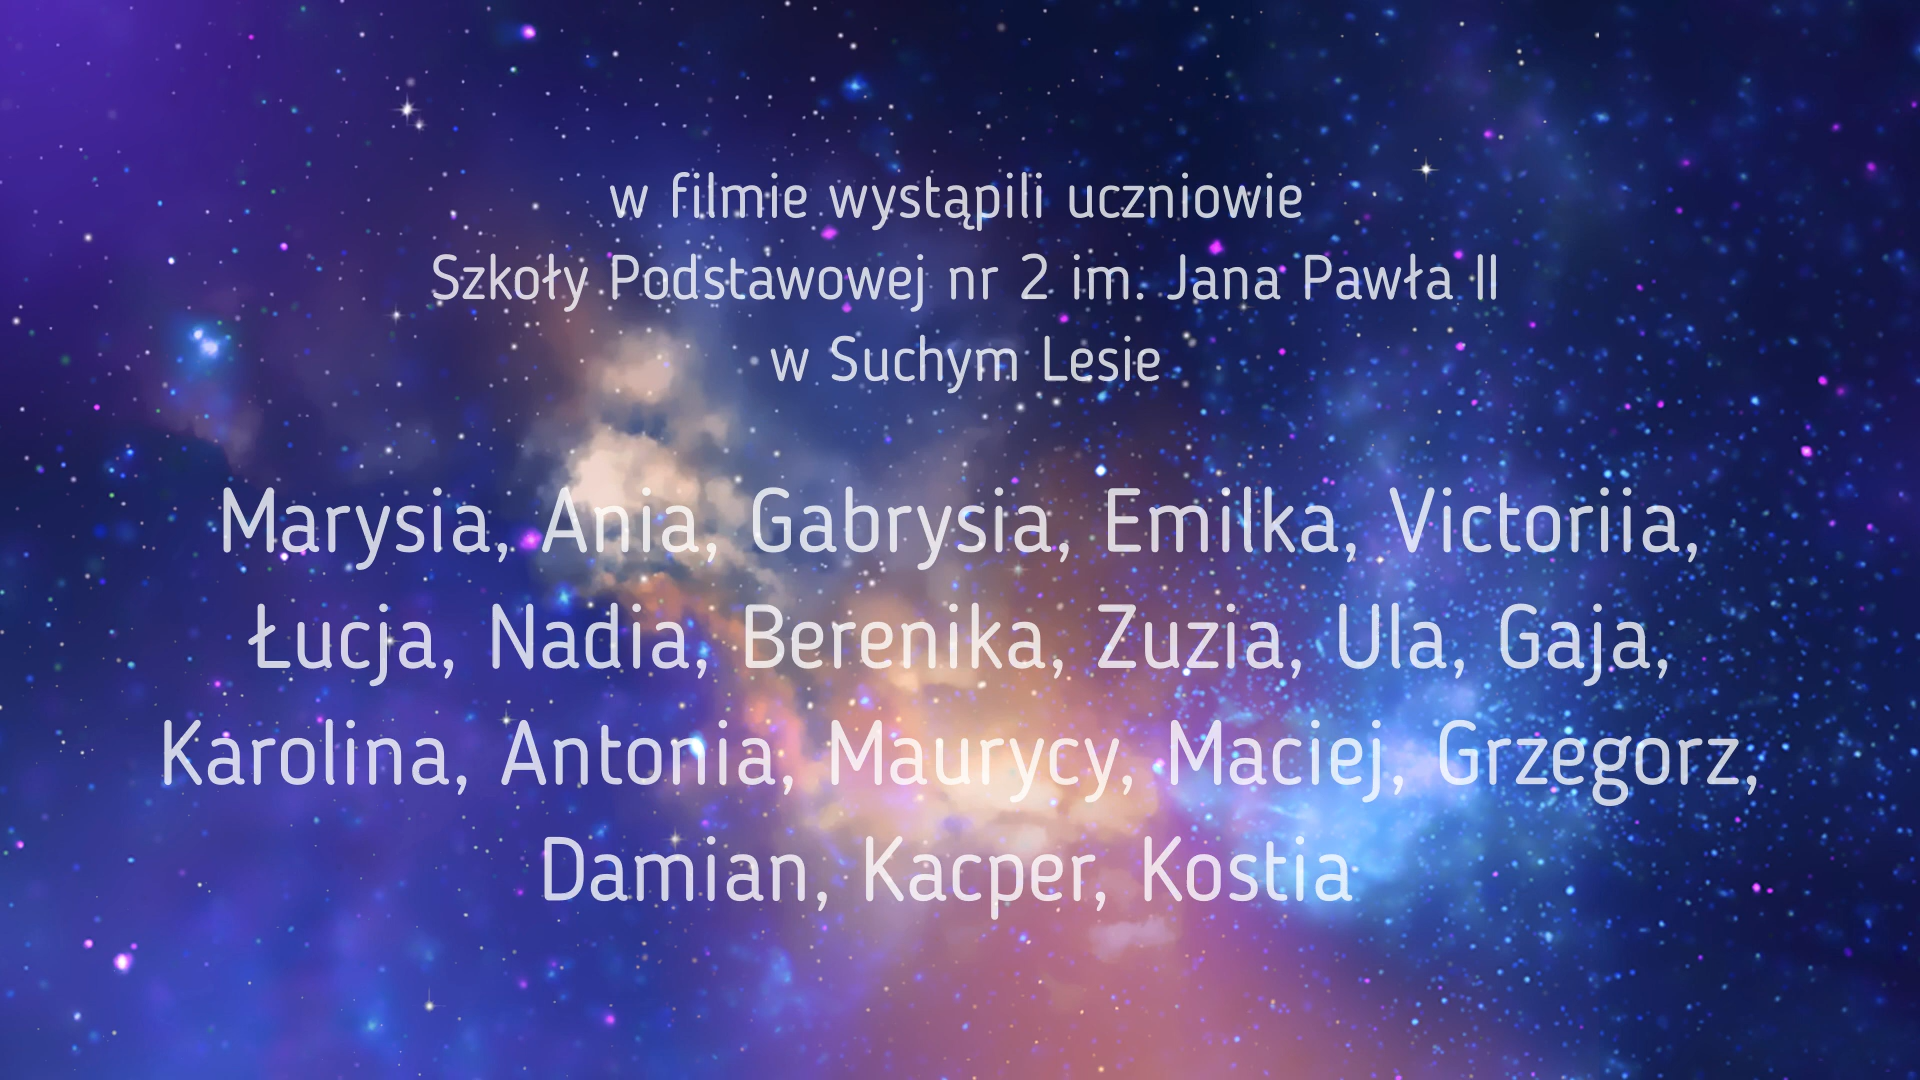 w filmie wystąpili uczniowie
Szkoły Podstawowej nr 2 im. Jana Pawła II
w Suchym Lesie
Marysia, Ania, Gabrysia, Emilka, Victoriia,
Łucja, Nadia, Berenika, Zuzia, Ula, Gaja,
Karolina, Antonia, Maurycy, Maciej, Grzegorz,
Damian, Kacper, Kostia